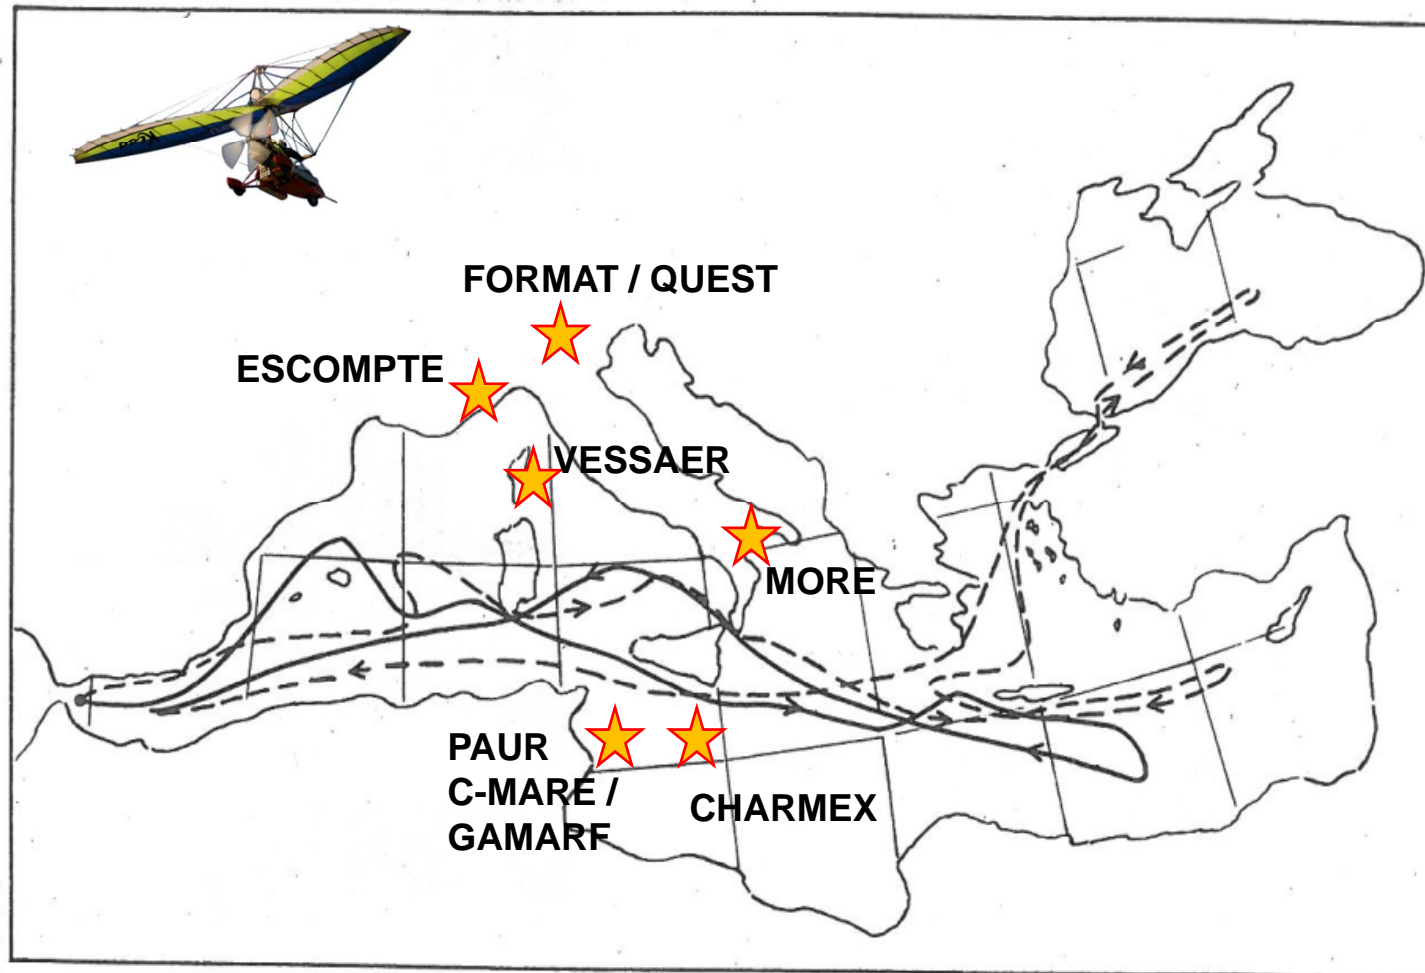 FORMAT / QUEST
ESCOMPTE
VESSAER
MORE
PAUR
C-MARE /
GAMARF
CHARMEX